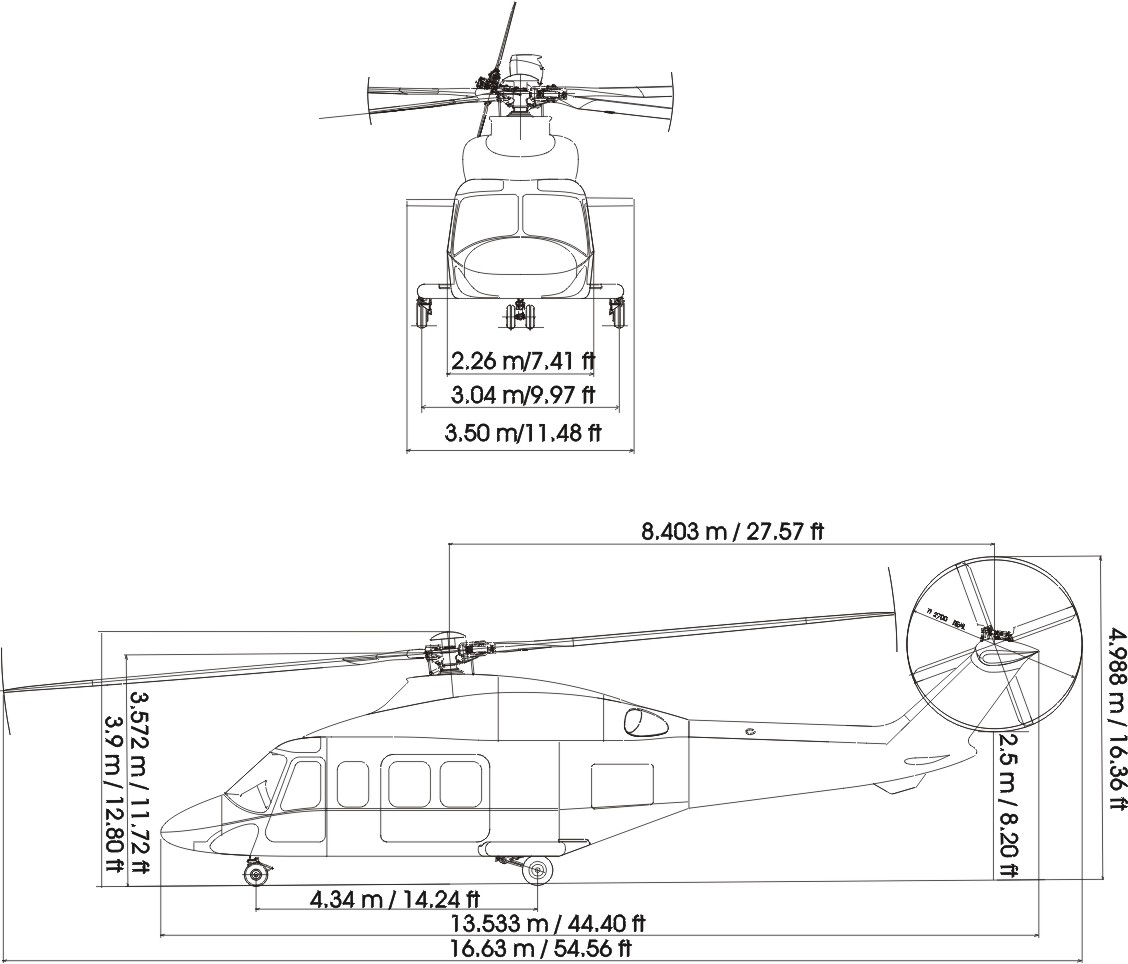 2.26 m/7.41 ft
3.04 m/9.97 ft
3.50 m/11.48 ft
8.403 m / 27.57 ft
4.988 m / 16.36 ft
3.572 m / 11.72 ft
3.9 m / 12.80 ft
2.5 m / 8.20 ft
4.34 m / 14.24 ft
13.533 m / 44.40 ft
16.63 m / 54.56 ft